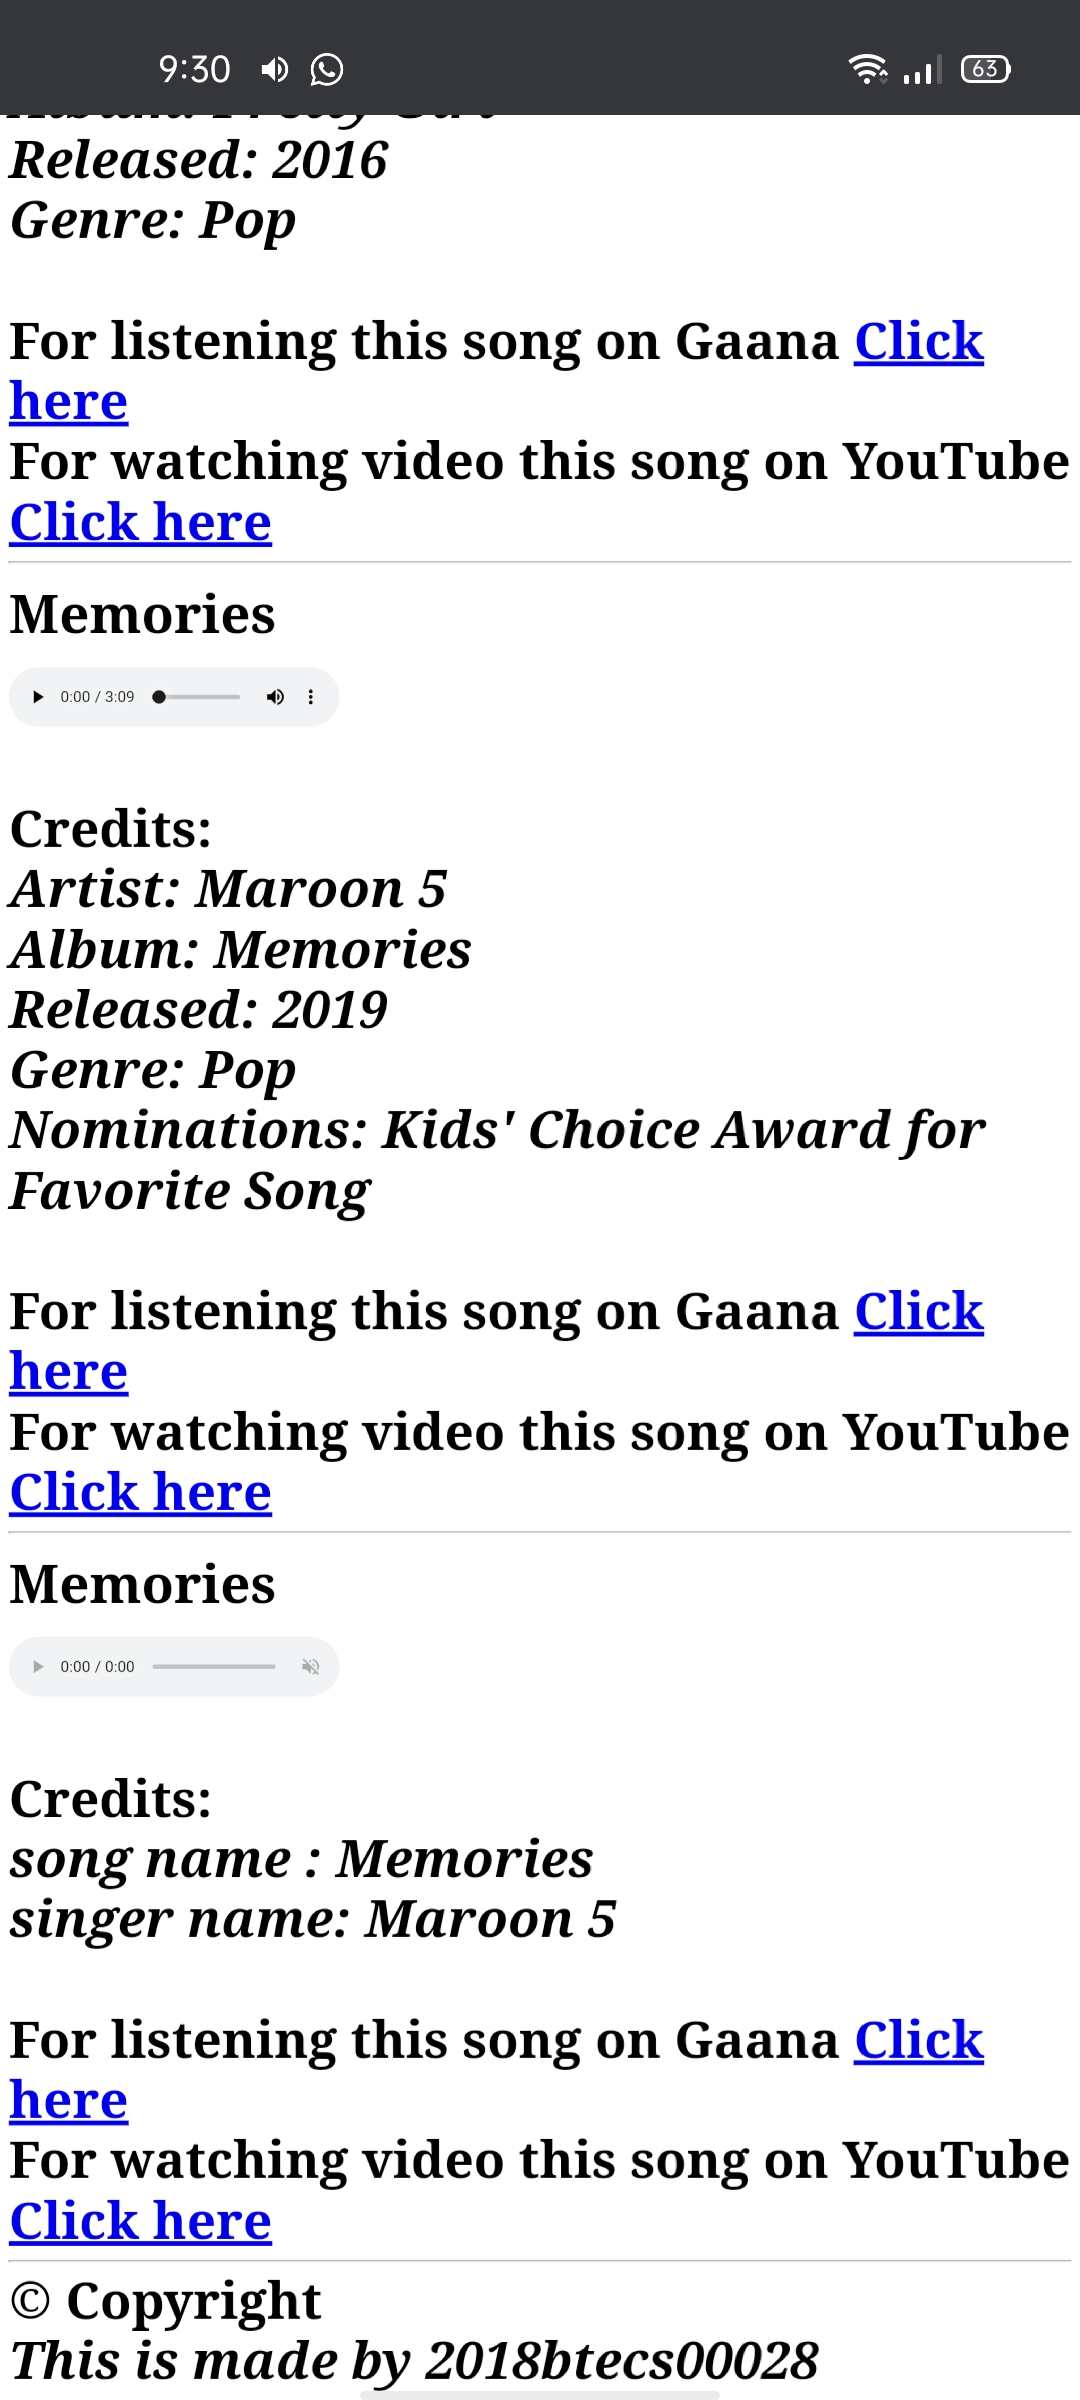 9:30
63
Released: 2016
Genre: Pop
For listening this song on Gaana Click
here
For watching video this song on YouTube
Click here
Memories
0:00 / 3:09
Credits:
Artist: Maroon 5
Album: Memories
Released: 2019
Genre: Pop
Nominations: Kids' Choice Award for
Favorite Song
For listening this song on Gaana Click
here
For watching video this song on YouTube
Click here
Memories
0:00 / 0:00
Credits:
song name : Memories
singer name: Maroon 5
For listening this song on Gaana Click
here
For watching video this song on YouTube
Click here
© Copyright
This is made by 2018btecs00028